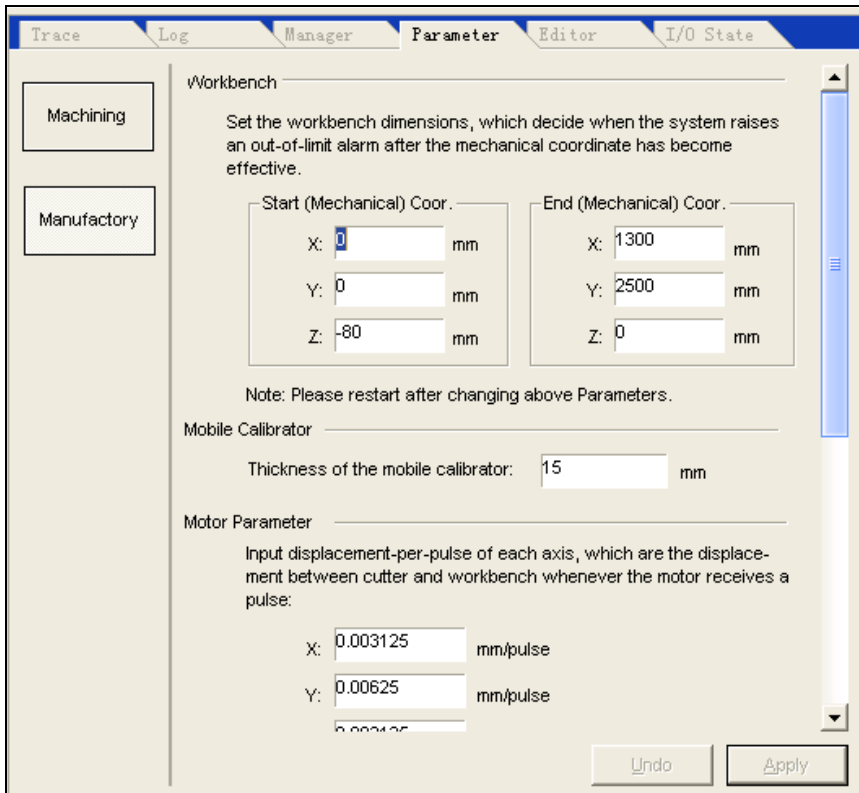 Trace Log Manager Parameter Editor I/O State
Machining
Manufactory
Workbench
Set the workbench dimensions, which decide when the system raises
an out-of-limit alarm after the mechanical coordinate has become
effective.
Start (Mechanical) Coor. End (Mechanical) Coor.
X: 0 mm X: 1300 mm
Y: 0 mm Y: 2500 mm
Z: -80 mm Z: 0 mm
Note: Please restart after changing above Parameters.
Mobile Calibrator
Thickness of the mobile calibrator: 15 mm
Motor Parameter
Input displacement-per-pulse of each axis, which are the displace-
ment between cutter and workbench whenever the motor receives a
pulse:
X: 0.003125 mm/pulse
Y: 0.00625 mm/pulse
Undo Apply